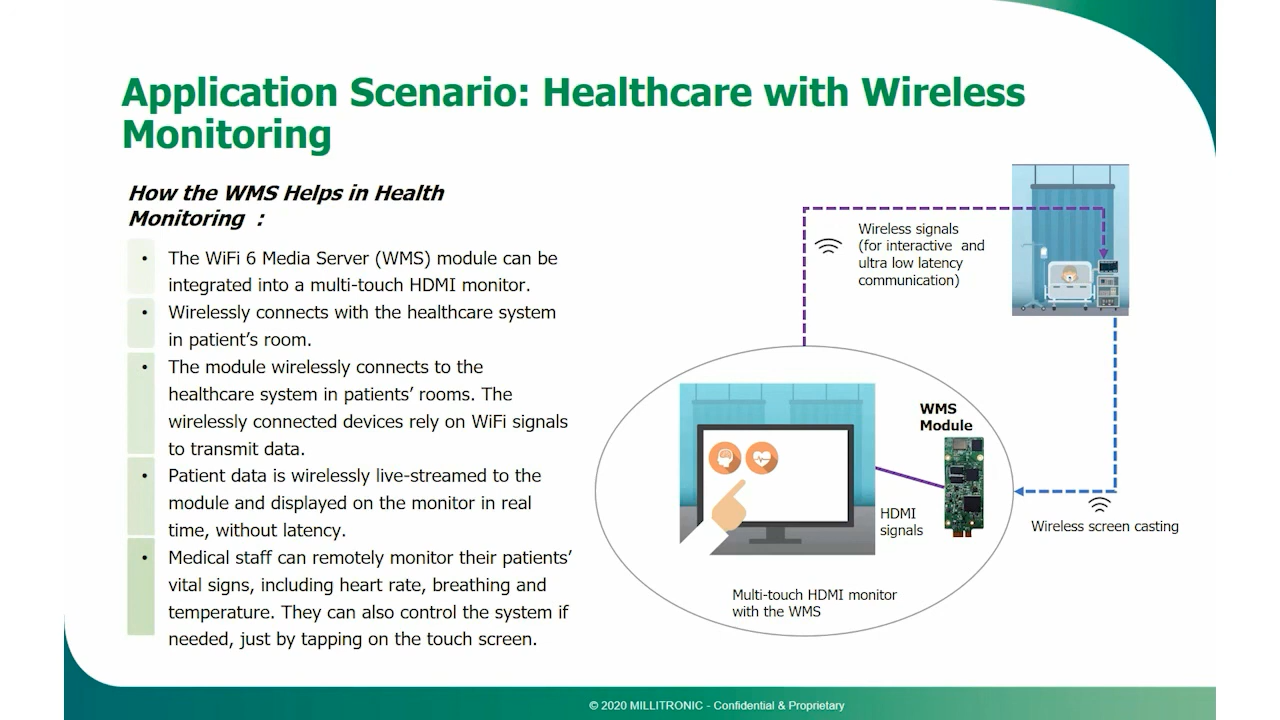 Application Scenario: Healthcare with Wireless
Monitoring
How the WMS Helps in Health
Monitoring :
• The WiFi 6 Media Server (WMS) module can be
integrated into a multi-touch HDMI monitor.
• Wirelessly connects with the healthcare system
in patient’s room.
• The module wirelessly connects to the
healthcare system in patients’ rooms. The
wirelessly connected devices rely on WiFi signals
to transmit data.
• Patient data is wirelessly live-streamed to the
module and displayed on the monitor in real
time, without latency.
• Medical staff can remotely monitor their patients’
vital signs, including heart rate, breathing and
temperature. They can also control the system if
needed, just by tapping on the touch screen.
Wireless signals
(for interactive and
ultra low latency
communication)
WMS
Module
HDMI
signals
Wireless screen casting
Multi-touch HDMI monitor
with the WMS
© 2020 MILLITRONIC - Confidential & Proprietary